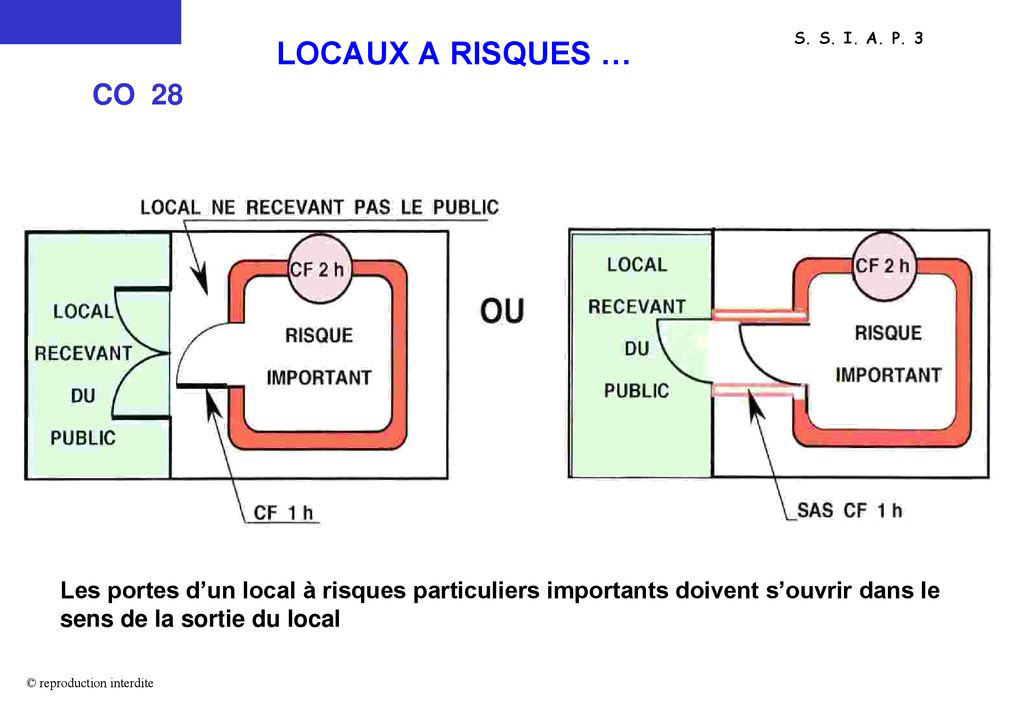 S. S. I. A. P. 3
LOCAUX A RISQUES …
CO 28
LOCAL NE RECEVANT PAS LE PUBLIC
LOCAL
RECEVANT
DU
PUBLIC
CF 2 h
RISQUE
IMPORTANT
CF 1 h
OU
LOCAL
RECEVANT
DU
PUBLIC
CF 2 h
RISQUE
IMPORTANT
SAS CF 1 h
Les portes d’un local à risques particuliers importants doivent s’ouvrir dans le
sens de la sortie du local
© reproduction interdite